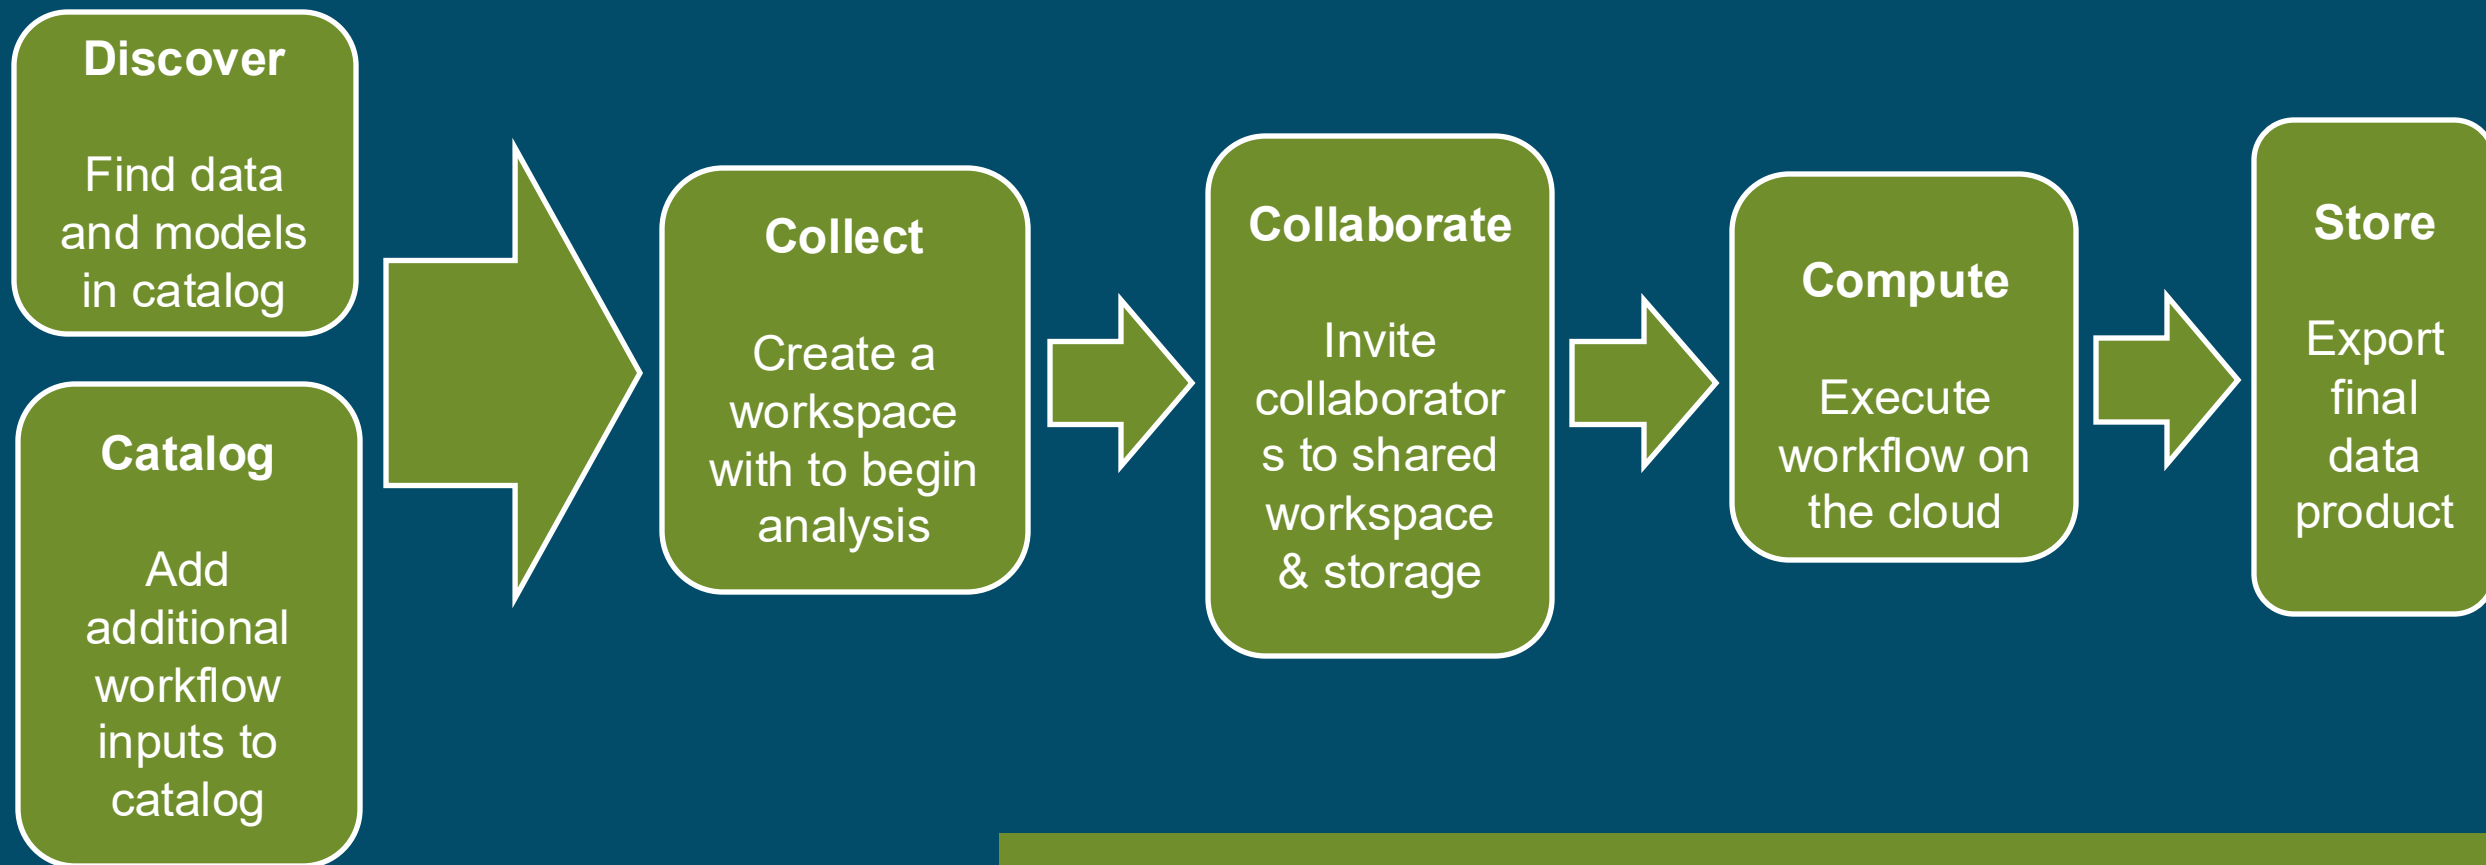 Discover
Find data
and models
in catalog
Catalog
Add
additional
workflow
inputs to
catalog
Collect
Create a
workspace
with to begin
analysis
Collaborate
Invite
collaborator
s to shared
workspace
& storage
Compute
Execute
workflow on
the cloud
Store
Export
final
data
product